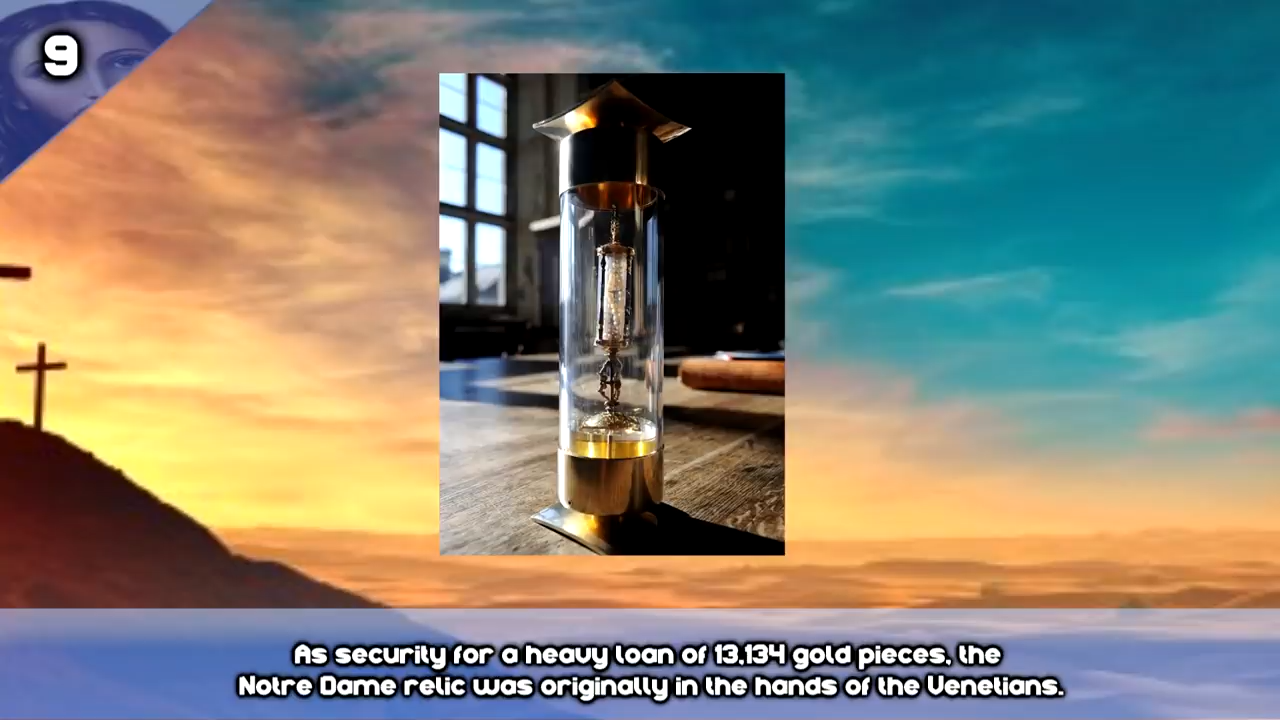 9
As security for a heavy loan of 13,134 gold pieces, the
Notre Dame relic was originally in the hands of the Venetians.